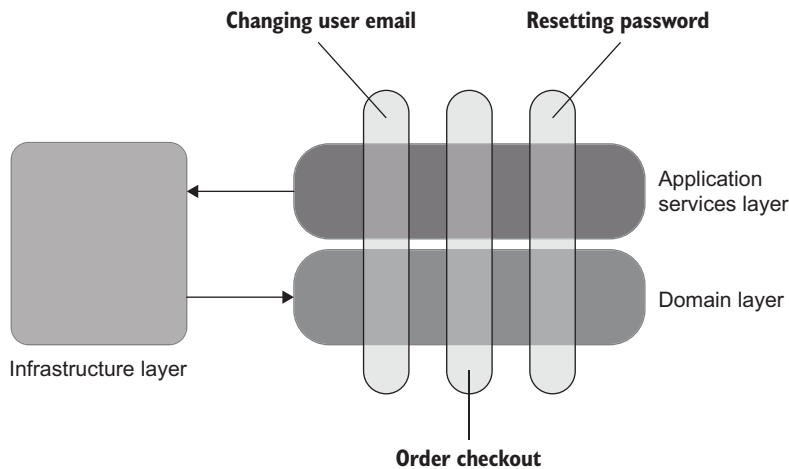 Changing user email
Resetting password
Application
services layer
Domain layer
Infrastructure layer
Order checkout